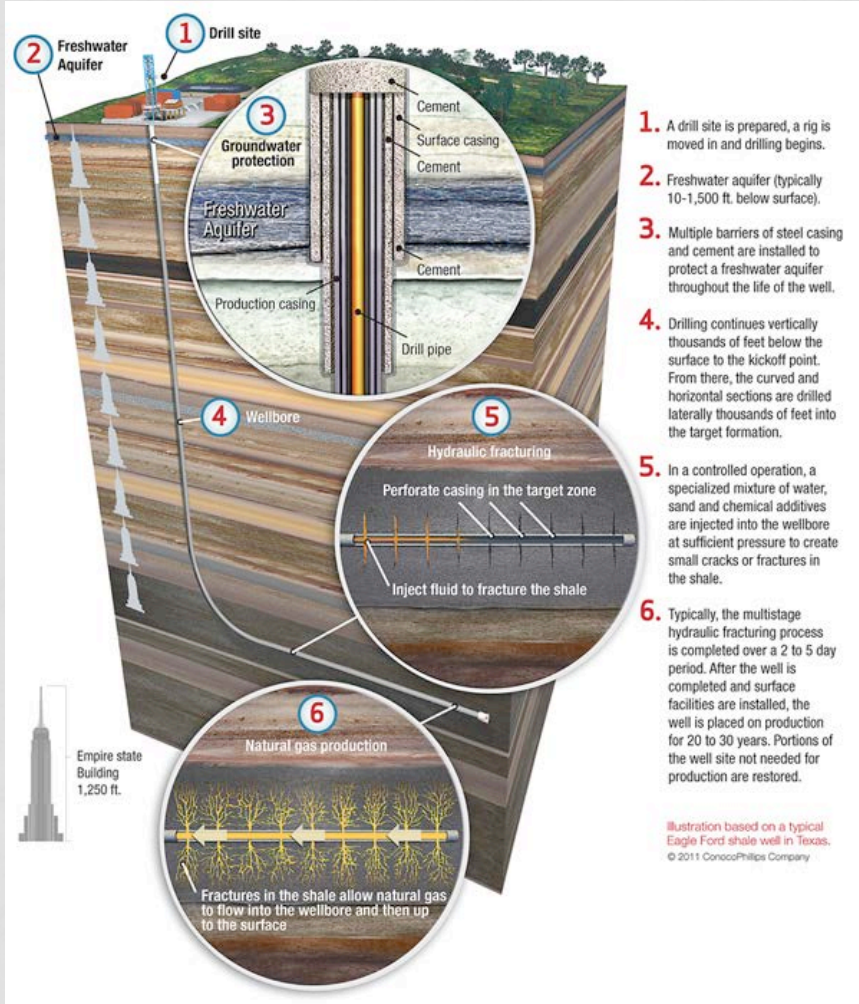 1 Drill site
2 Freshwater
Aquifer
3
Groundwater
protection
Cement
Surface casing
Cement
Freshwater
Aquifer
Cement
Production casing
Drill pipe
4 Wellbore
5
Hydraulic fracturing
Perforate casing in the target zone
Inject fluid to fracture the shale
6
Natural gas production
Fractures in the shale allow natural gas
to flow into the wellbore and then up
to the surface
Empire state
Building
1,250 ft.
1. A drill site is prepared, a rig is
moved in and drilling begins.
2. Freshwater aquifer (typically
10-1,500 ft. below surface).
3. Multiple barriers of steel casing
and cement are installed to
protect a freshwater aquifer
throughout the life of the well.
4. Drilling continues vertically
thousands of feet below the
surface to the kickoff point.
From there, the curved and
horizontal sections are drilled
laterally thousands of feet into
the target formation.
5. In a controlled operation, a
specialized mixture of water,
sand and chemical additives
are injected into the wellbore
at sufficient pressure to create
small cracks or fractures in
the shale.
6. Typically, the multistage
hydraulic fracturing process
is completed over a 2 to 5 day
period. After the well is
completed and surface
facilities are installed, the
well is placed on production
for 20 to 30 years. Portions of
the well site not needed for
production are restored.
Illustration based on a typical
Eagle Ford shale well in Texas.
© 2011 ConocoPhillips Company